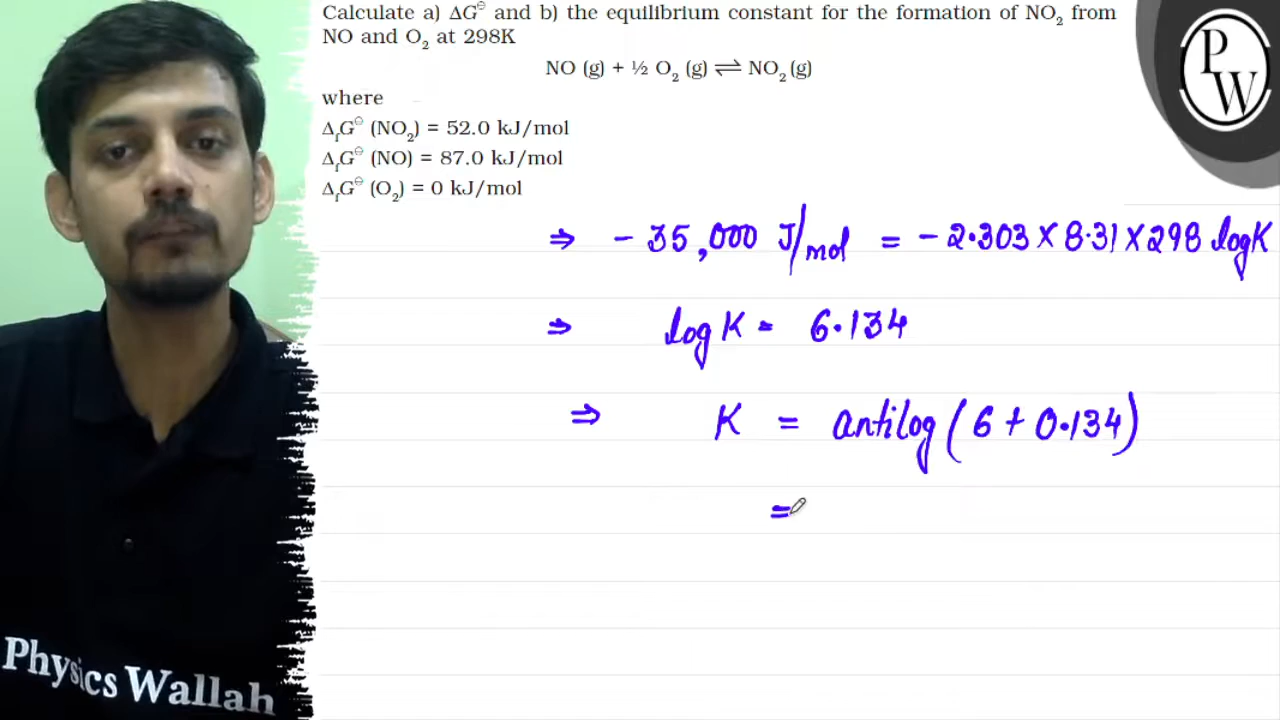 Calculate a) ΔG⊖ and b) the equilibrium constant for the formation of NO₂ from
NO and O₂ at 298K
NO (g) + ½ O₂ (g) ⇌ NO₂ (g)
where
ΔfG⊖ (NO₂) = 52.0 kJ/mol
ΔfG⊖ (NO) = 87.0 kJ/mol
ΔfG⊖ (O₂) = 0 kJ/mol
⇒ - 35,000 J/mol = - 2.303 × 8.31 × 298 log K
⇒ log K = 6.134
⇒ K = antilog (6 + 0.134)
=
P
W
Physics Wallah